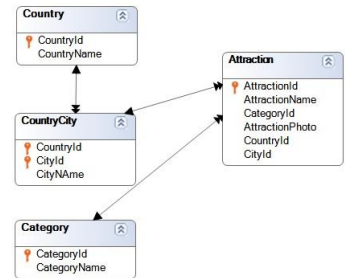 Country
CountryId
CountryName
Attraction
AttractionId
AttractionName
CategoryId
AttractionPhoto
CountryId
CityId
CountryCity
CountryId
CityId
CityNAme
Category
CategoryId
CategoryName